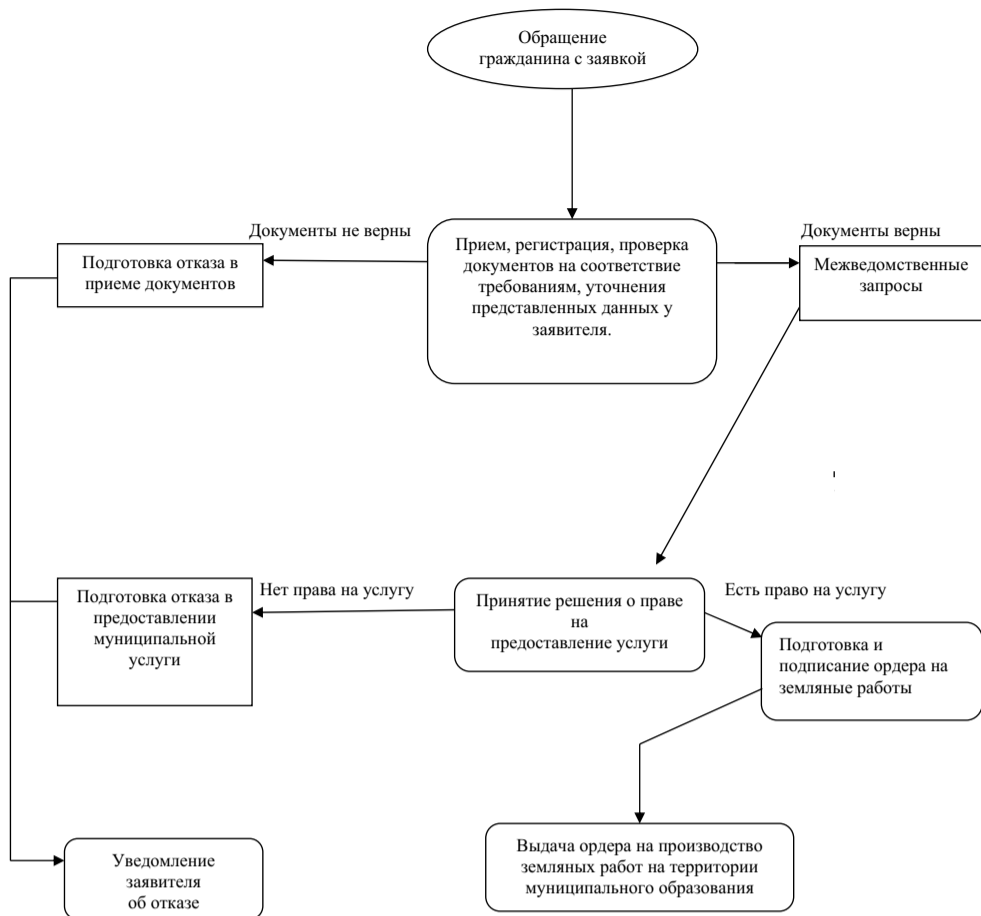 Обращение
гражданина с заявкой
Документы не верны
Документы верны
Подготовка отказа в
приеме документов
Прием, регистрация, проверка
документов на соответствие
требованиям, уточнения
представленных данных у
заявителя.
Межведомственные
запросы
Нет права на услугу
Есть право на услугу
Подготовка отказа в
предоставлении
муниципальной
услуги
Принятие решения о праве
на
предоставление услуги
Подготовка и
подписание ордера на
земляные работы
Уведомление
заявителя
об отказе
Выдача ордера на производство
земляных работ на территории
муниципального образования